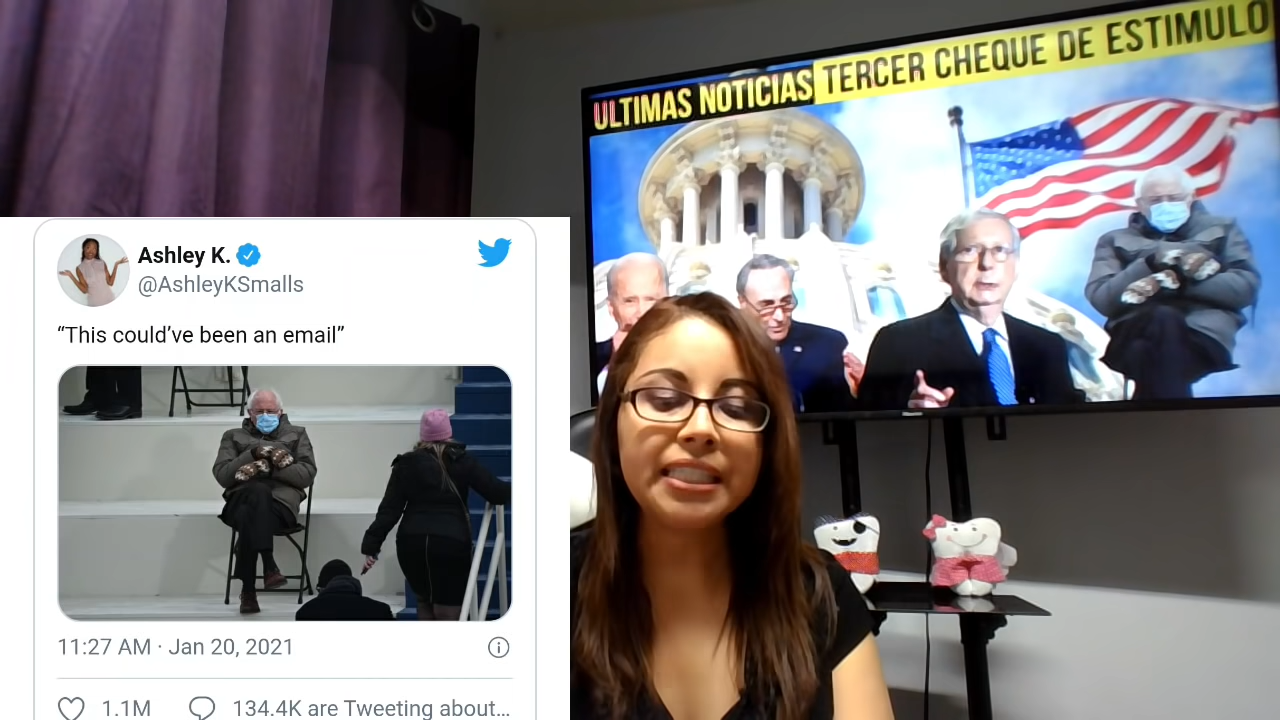 ULTIMAS NOTICIAS TERCER CHEQUE DE ESTIMULO
Ashley K.
@AshleyKSmalls
“This could’ve been an email”
11:27 AM · Jan 20, 2021
1.1M 134.4K are Tweeting about...